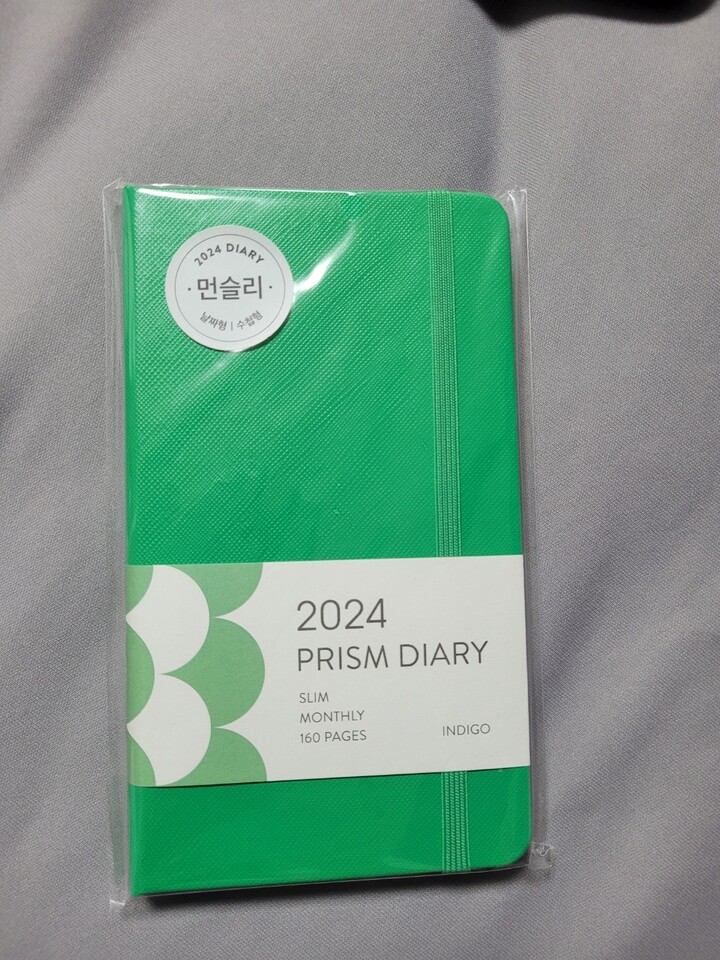 2024 DIARY
· 먼슬리 ·
날짜형 | 수첩형
2024
PRISM DIARY
SLIM
MONTHLY
160 PAGES
INDIGO